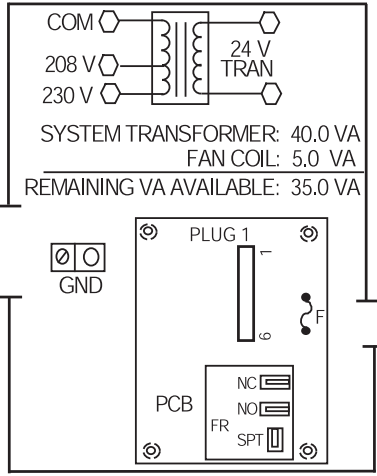 COM
208 V
230 V
24 V
TRAN
SYSTEM TRANSFORMER: 40.0 VA
FAN COIL: 5.0 VA
REMAINING VA AVAILABLE: 35.0 VA
GND
PLUG 1
1
6
F
PCB
FR
NC
NO
SPT